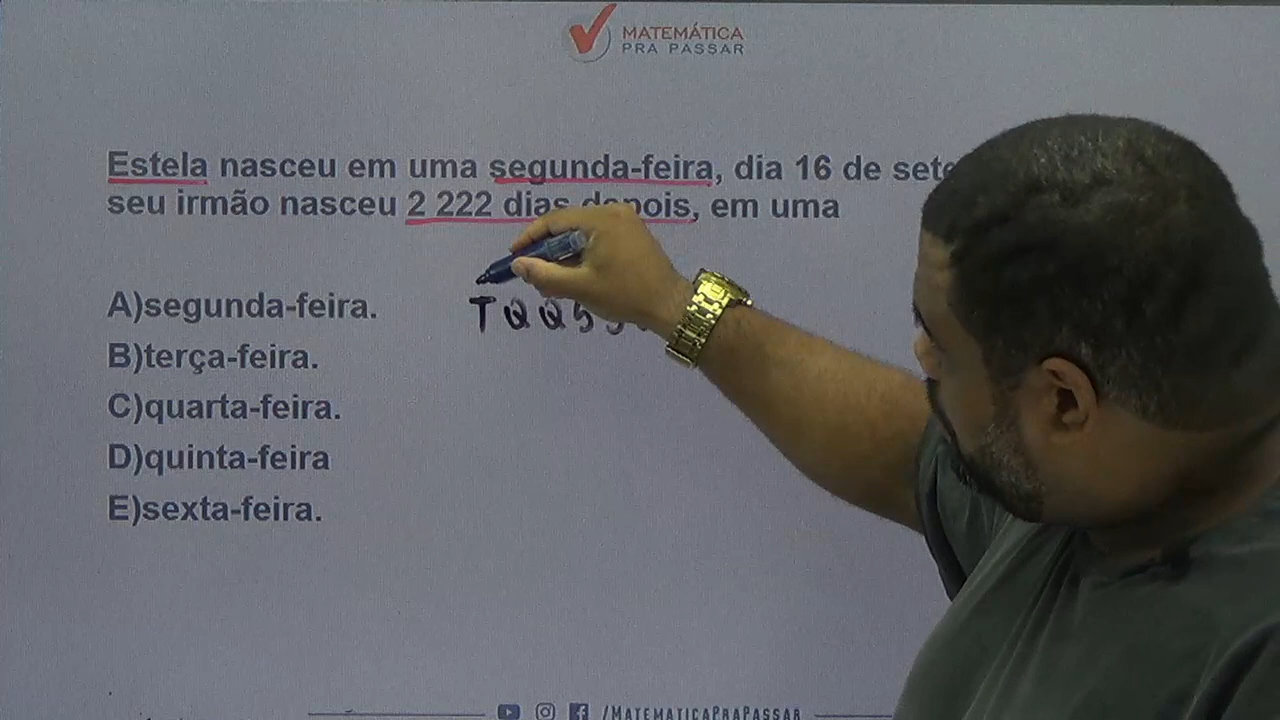 MATEMÁTICA
PRA PASSAR
Estela nasceu em uma segunda-feira, dia 16 de
seu irmão nasceu 2 222 dias depois, em uma
A)segunda-feira.
T Q Q S S
B)terça-feira.
C)quarta-feira.
D)quinta-feira
E)sexta-feira.
/MATEMATICAPRAPASSAR